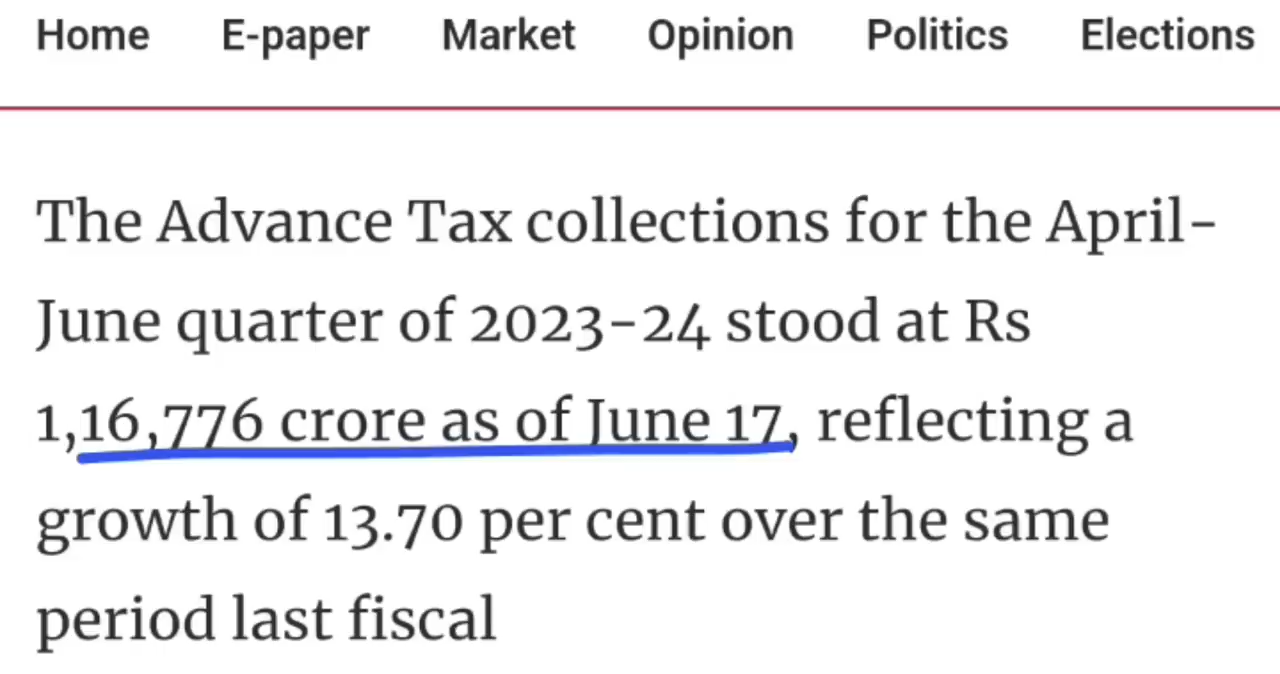 Home E-paper Market Opinion Politics Elections
The Advance Tax collections for the April-
June quarter of 2023-24 stood at Rs
1,16,776 crore as of June 17, reflecting a
growth of 13.70 per cent over the same
period last fiscal